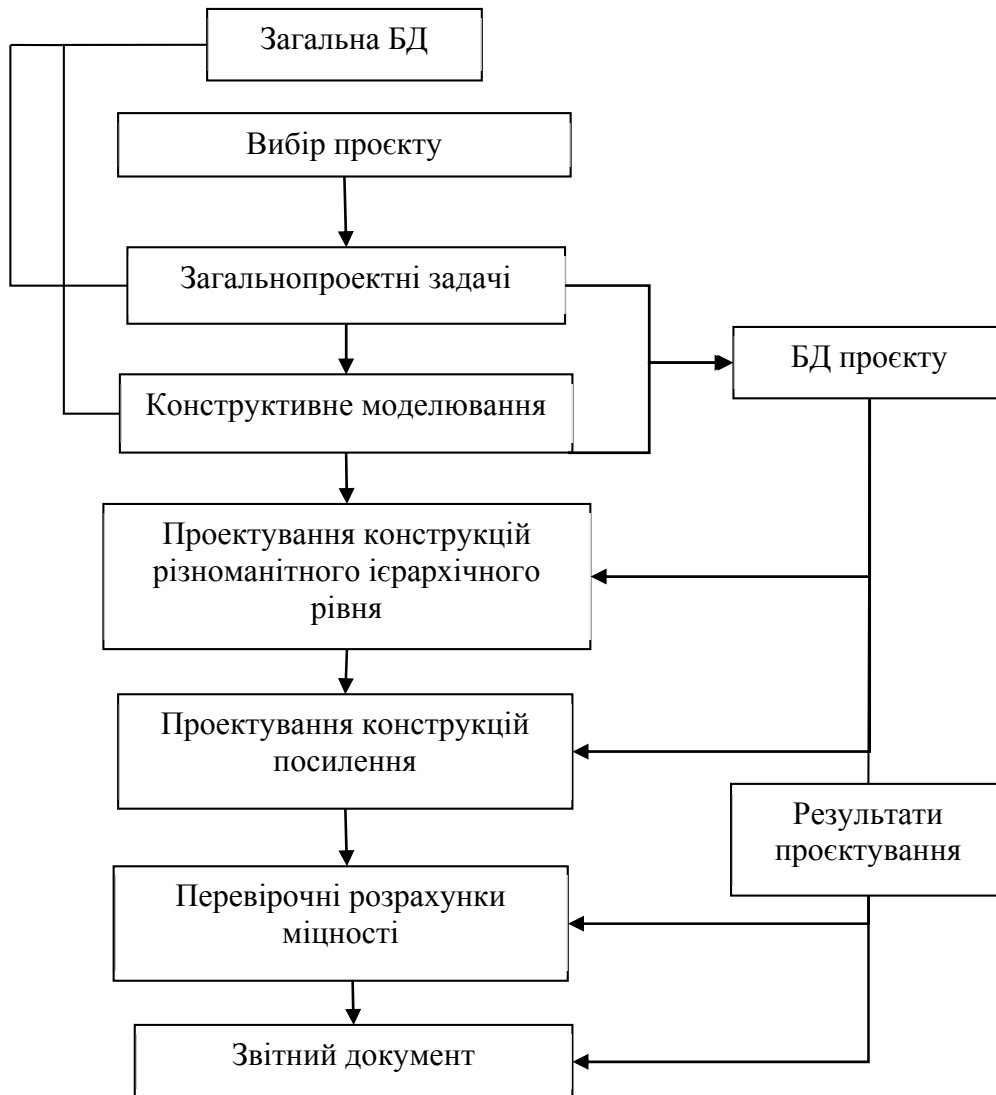 Загальна БД
Вибір проєкту
Загальнопроектні задачі
БД проєкту
Конструктивне моделювання
Проектування конструкцій
різноманітного ієрархічного
рівня
Проектування конструкцій
посилення
Результати
проєктування
Перевірочні розрахунки
міцності
Звітний документ